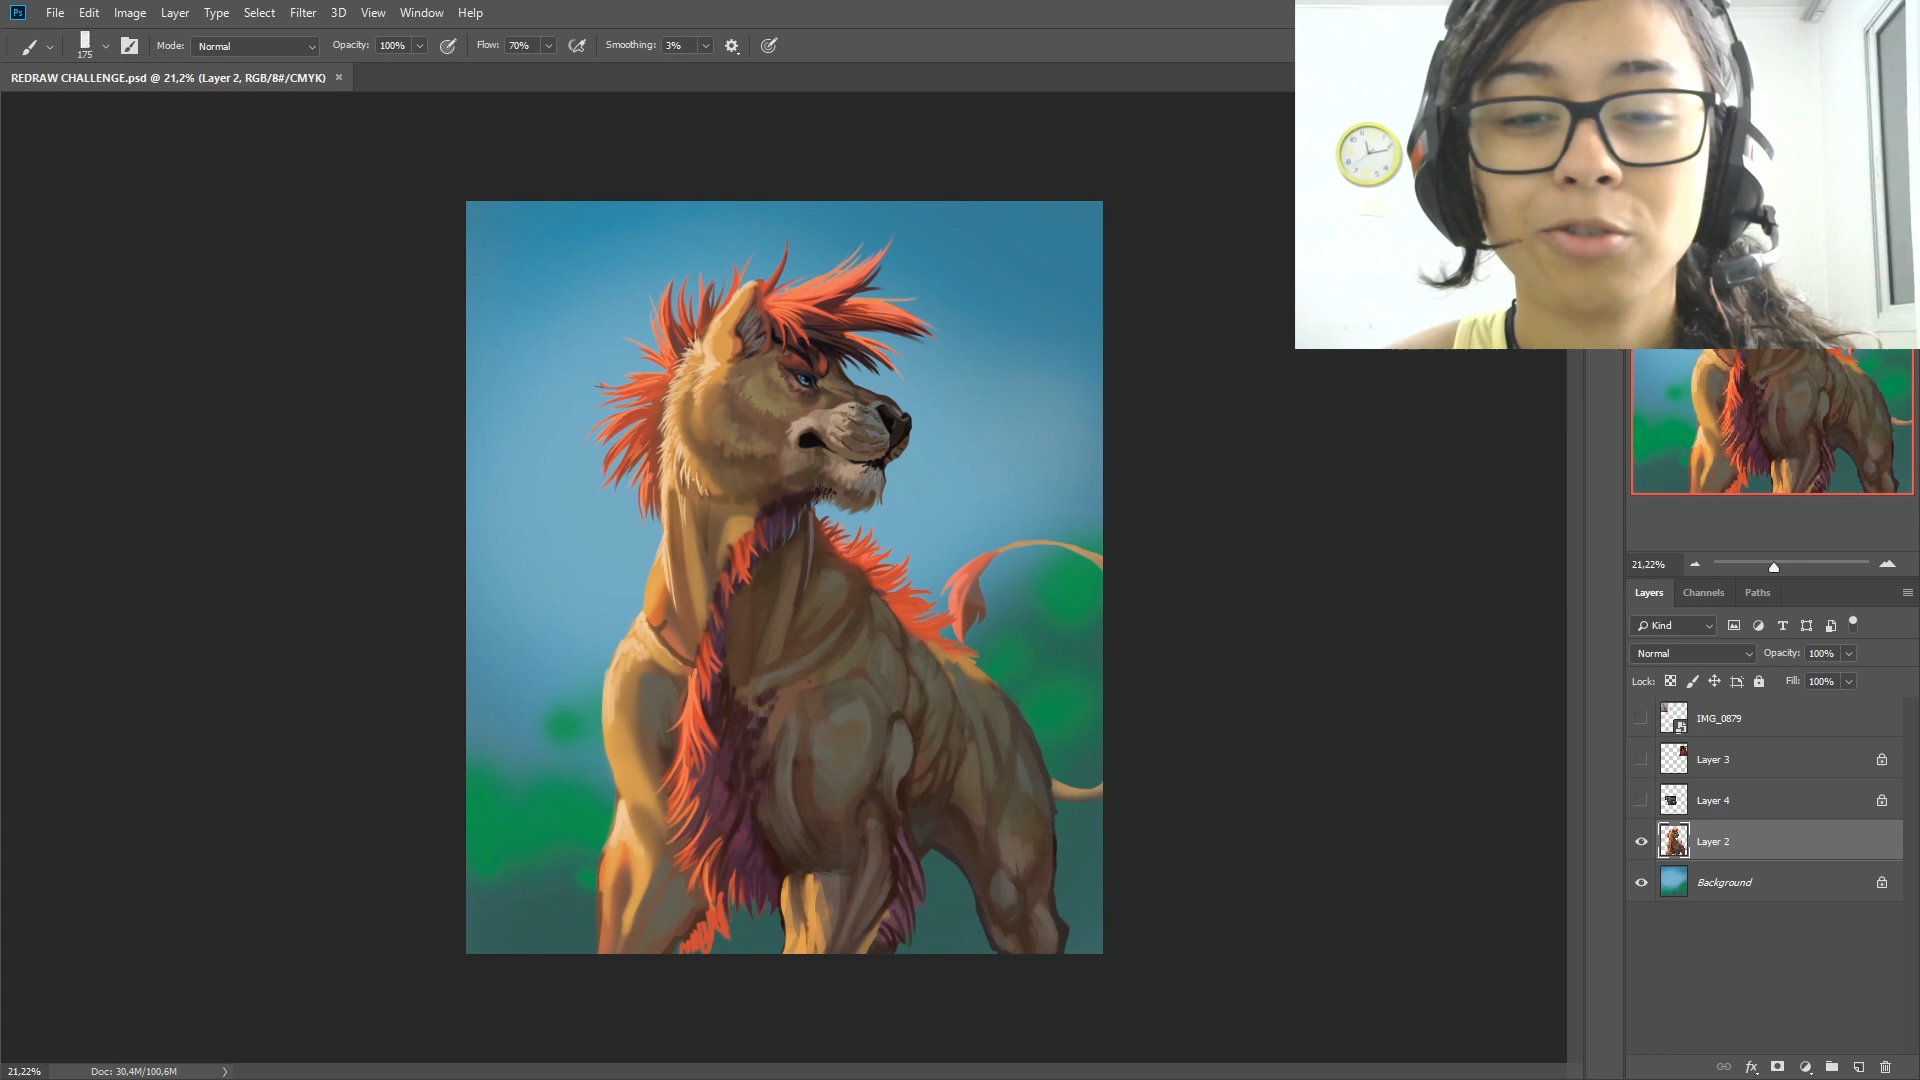 Ps File Edit Image Layer Type Select Filter 3D View Window Help
175 Mode: Normal Opacity: 100% Flow: 70% Smoothing: 3%
REDRAW CHALLENGE.psd @ 21,2% (Layer 2, RGB/8#/CMYK) ×
21,22%
Layers Channels Paths
Kind
Normal Opacity: 100%
Lock: Fill: 100%
IMG_0879
Layer 3
Layer 4
Layer 2
Background
fx
21,22% Doc: 30,4M/100,6M